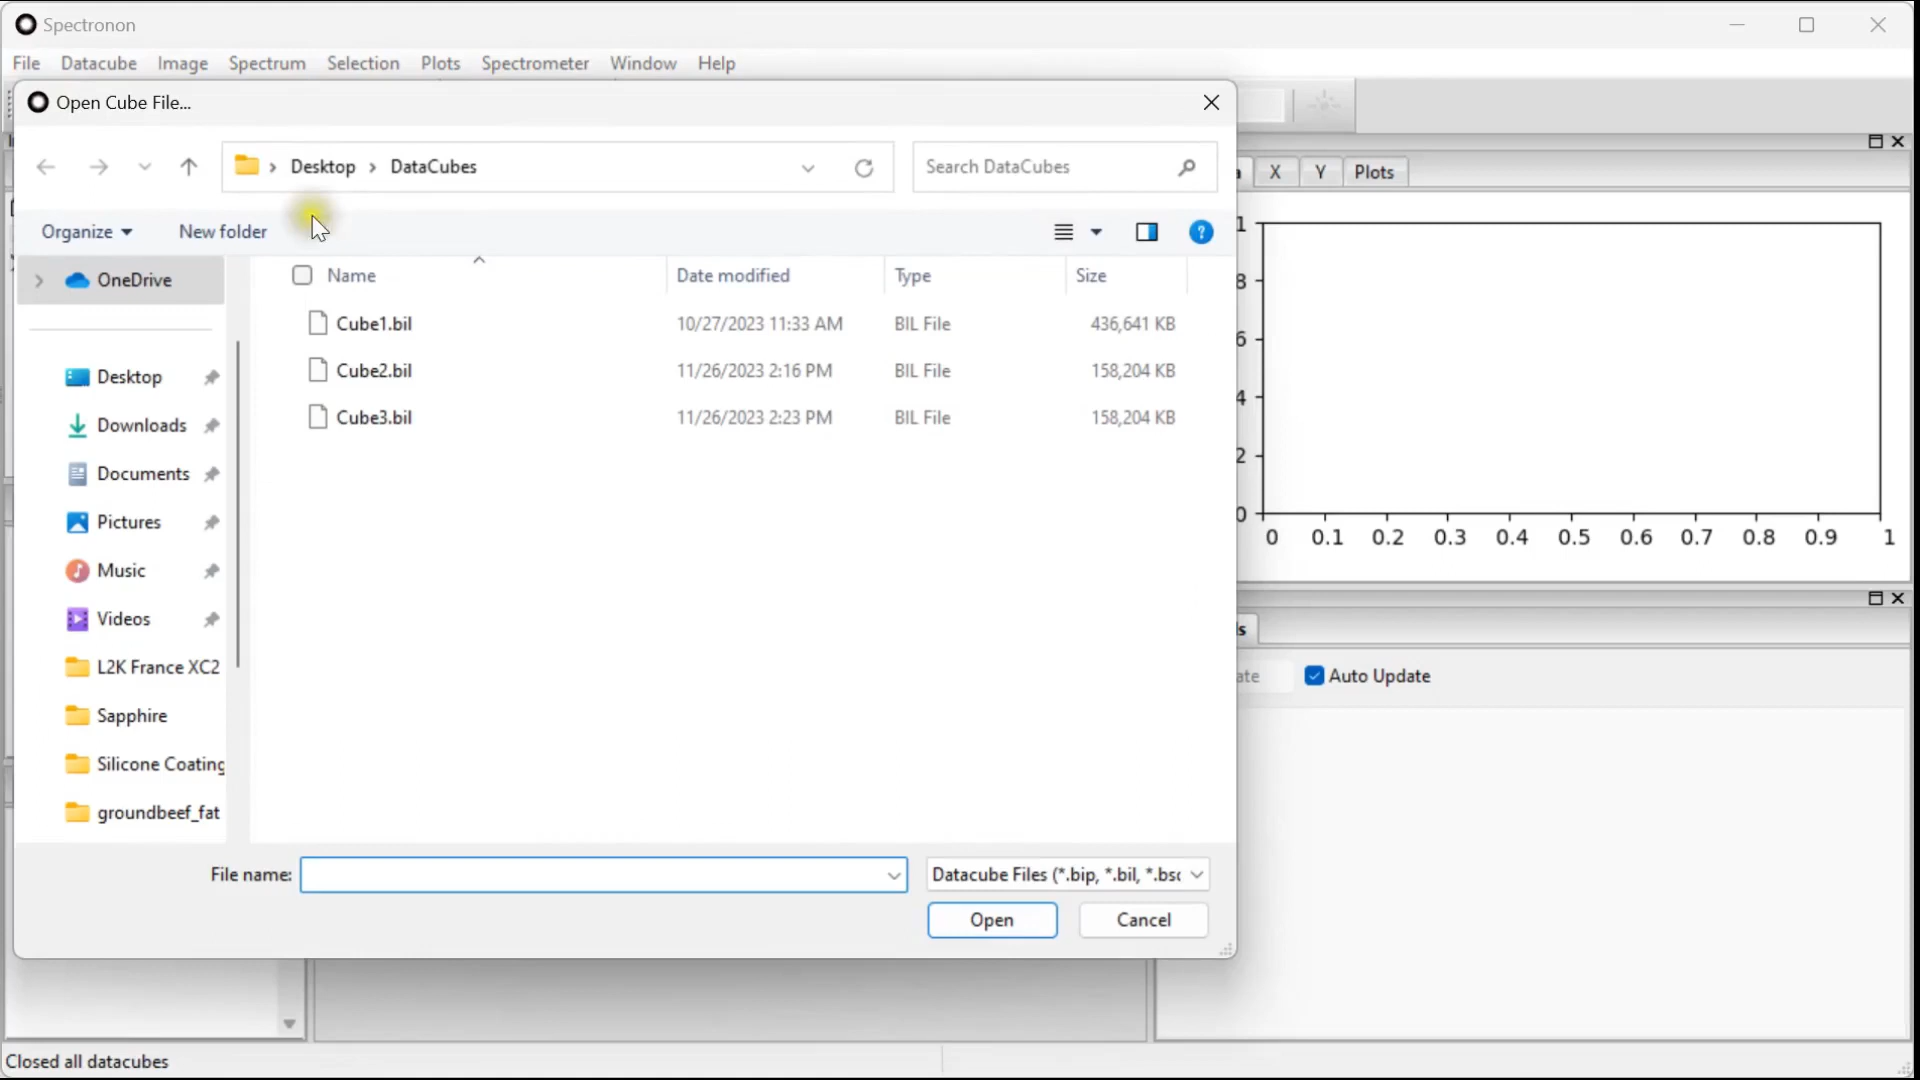 Spectronon
File Datacube Image Spectrum Selection Plots Spectrometer Window Help
Open Cube File...
Desktop DataCubes
Search DataCubes
X Y Plots
Organize New folder
Name Date modified Type Size
OneDrive
Cube1.bil 10/27/2023 11:33 AM BIL File 436,641 KB
Cube2.bil 11/26/2023 2:16 PM BIL File 158,204 KB
Cube3.bil 11/26/2023 2:23 PM BIL File 158,204 KB
Desktop
Downloads
Documents
Pictures
Music
Videos
L2K France XC2
Sapphire
Silicone Coating
groundbeef_fat
1
8
6
4
2
0
0 0.1 0.2 0.3 0.4 0.5 0.6 0.7 0.8 0.9 1
ls
ate Auto Update
File name:
Datacube Files (*.bip, *.bil, *.bsq
Open Cancel
Closed all datacubes